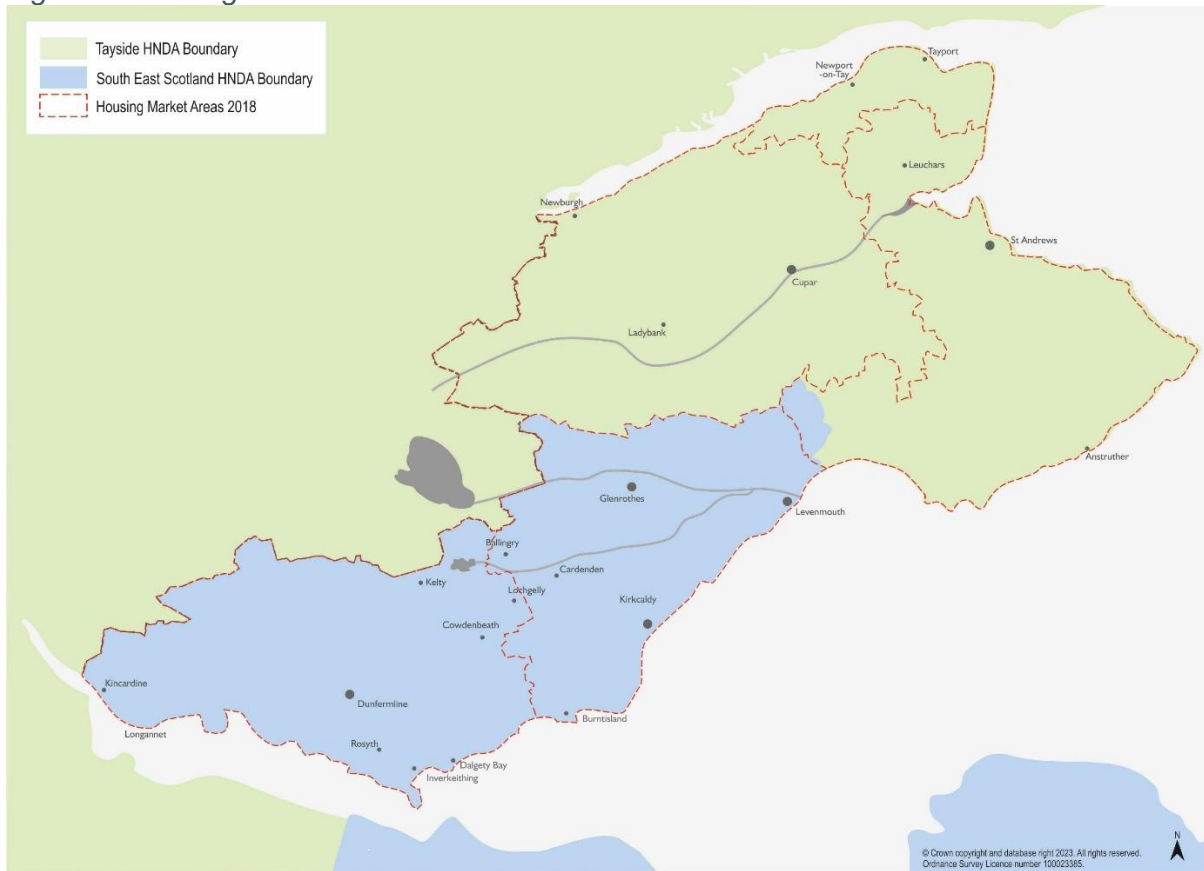 Tayside HNDA Boundary
South East Scotland HNDA Boundary
Housing Market Areas 2018
Tayport
Newport
-on-Tay
Leuchars
Newburgh
St Andrews
Cupar
Ladybank
Anstruther
Glenrothes
Levenmouth
Ballingry
Cardenden
Kelty
Lochgelly
Kirkcaldy
Cowdenbeath
Kincardine
Dunfermline
Burntisland
Longannet
Rosyth
Dalgety Bay
Inverkeithing
N
© Crown copyright and database right 2023. All rights reserved.
Ordnance Survey Licence number 100023385.